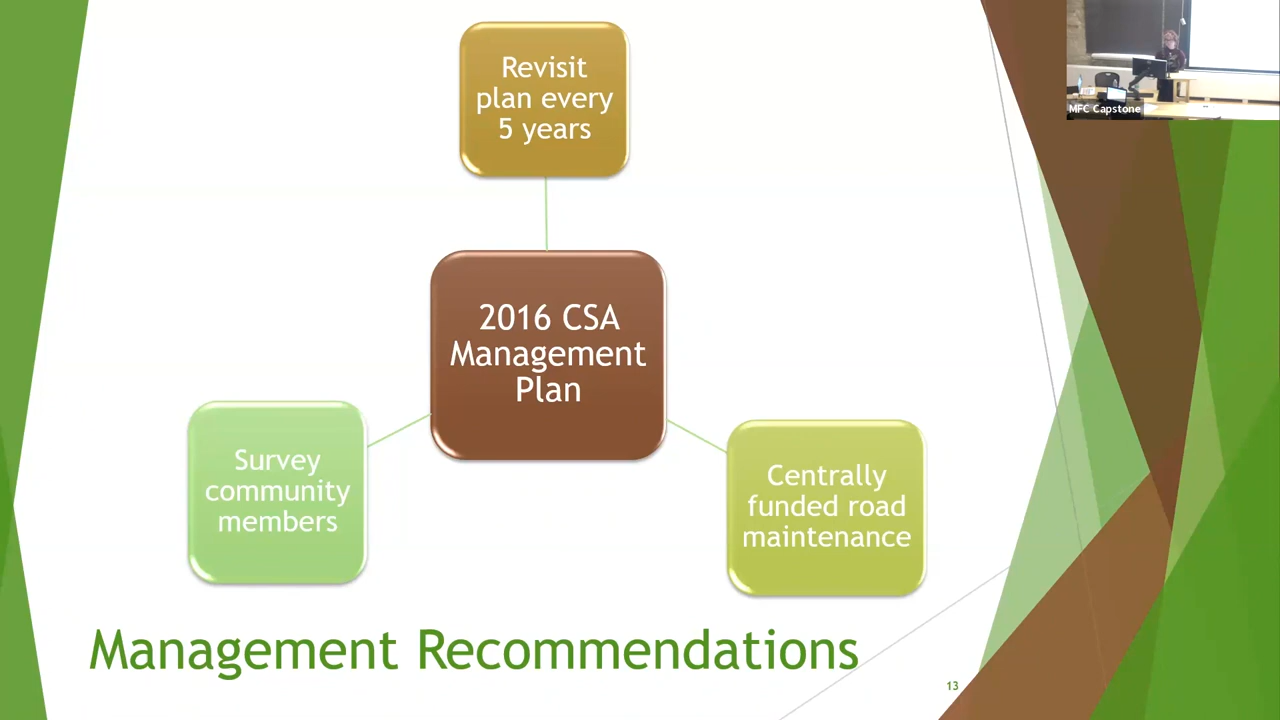 Revisit
plan every
5 years
2016 CSA
Management
Plan
Survey
community
members
Centrally
funded road
maintenance
Management Recommendations
13
MFC Capstone